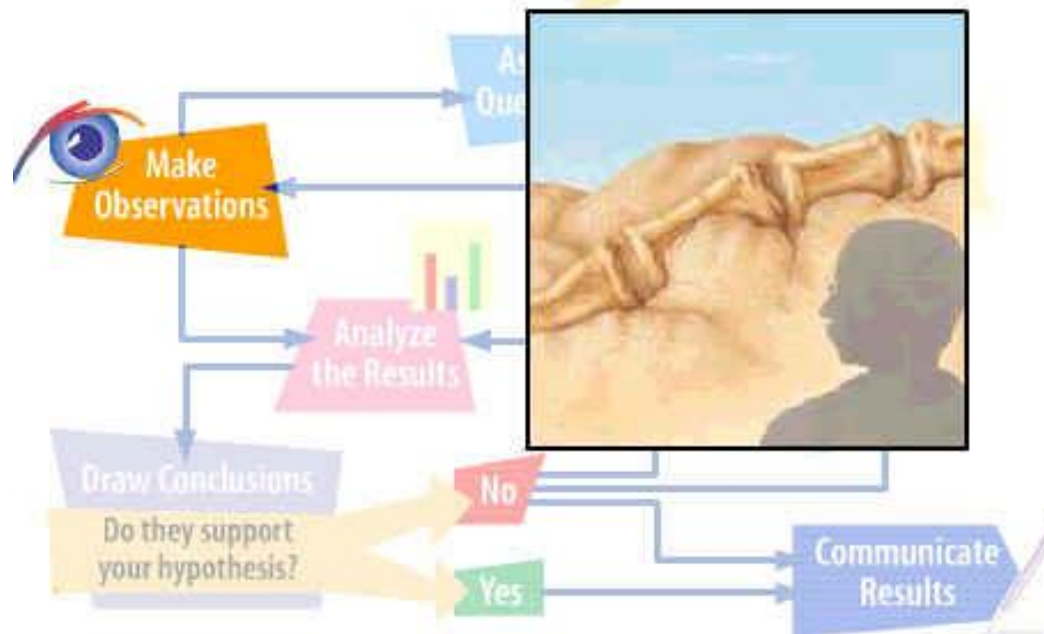 Make
Observations
Analyze
the Results
Draw Conclusions
Do they support
your hypothesis?
No
Yes
Communicate
Results